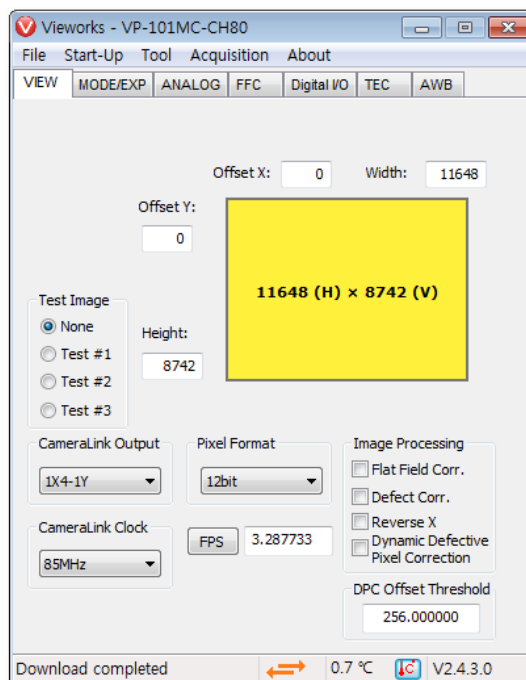 Vieworks - VP-101MC-CH80
File Start-Up Tool Acquisition About
VIEW MODE/EXP ANALOG FFC Digital I/O TEC AWB
Offset X: 0 Width: 11648
Offset Y:
0
11648 (H) × 8742 (V)
Test Image
None
Test #1
Test #2
Test #3
Height:
8742
CameraLink Output
1X4-1Y
Pixel Format
12bit
Image Processing
Flat Field Corr.
Defect Corr.
Reverse X
Dynamic Defective
Pixel Correction
CameraLink Clock
85MHz
FPS 3.287733
DPC Offset Threshold
256.000000
Download completed 0.7 ℃ C V2.4.3.0